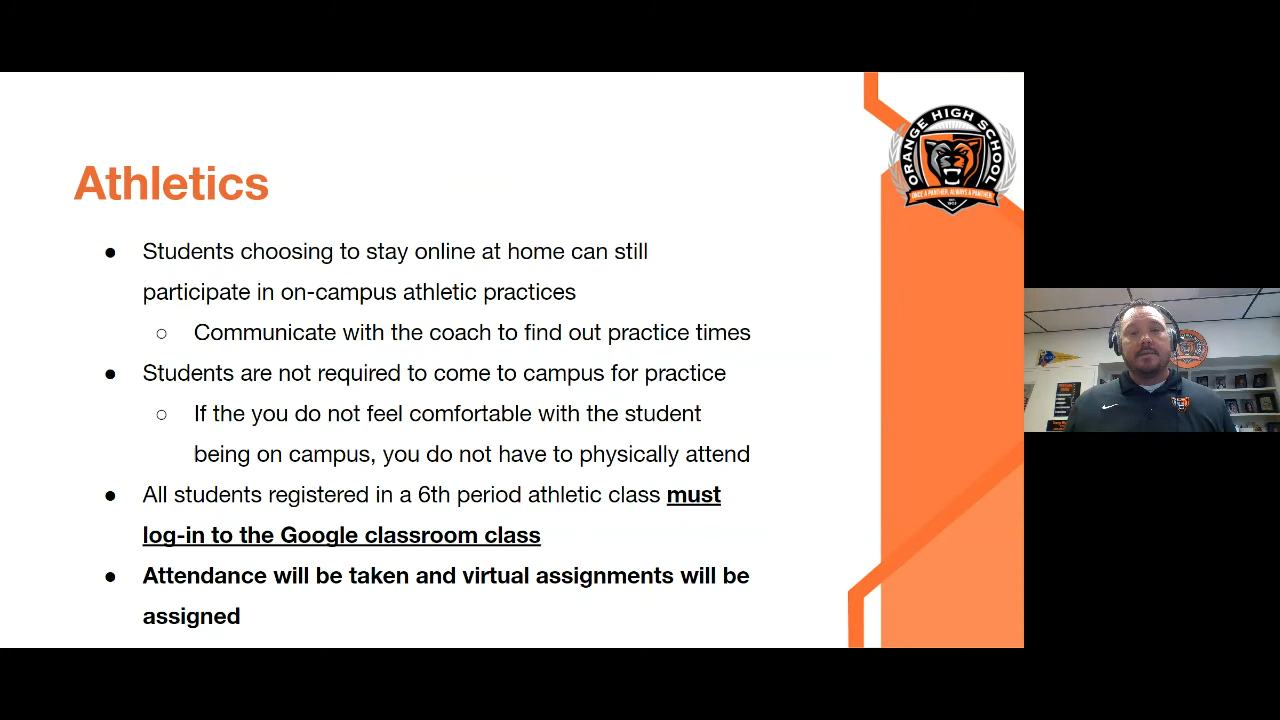 ORANGE HIGH SCHOOL
ONCE A PANTHER, ALWAYS A PANTHER
Athletics
● Students choosing to stay online at home can still
participate in on-campus athletic practices
○ Communicate with the coach to find out practice times
● Students are not required to come to campus for practice
○ If the you do not feel comfortable with the student
being on campus, you do not have to physically attend
● All students registered in a 6th period athletic class must
log-in to the Google classroom class
● Attendance will be taken and virtual assignments will be
assigned